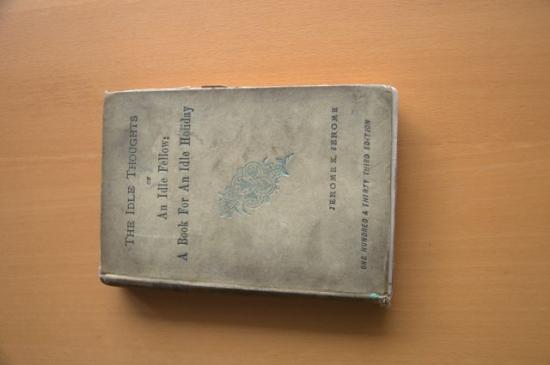 THE IDLE THOUGHTS
OF
AN IDLE FELLOW:
A Book For An Idle Holiday
JEROME K. JEROME
ONE HUNDRED & THIRTY THIRD EDITION